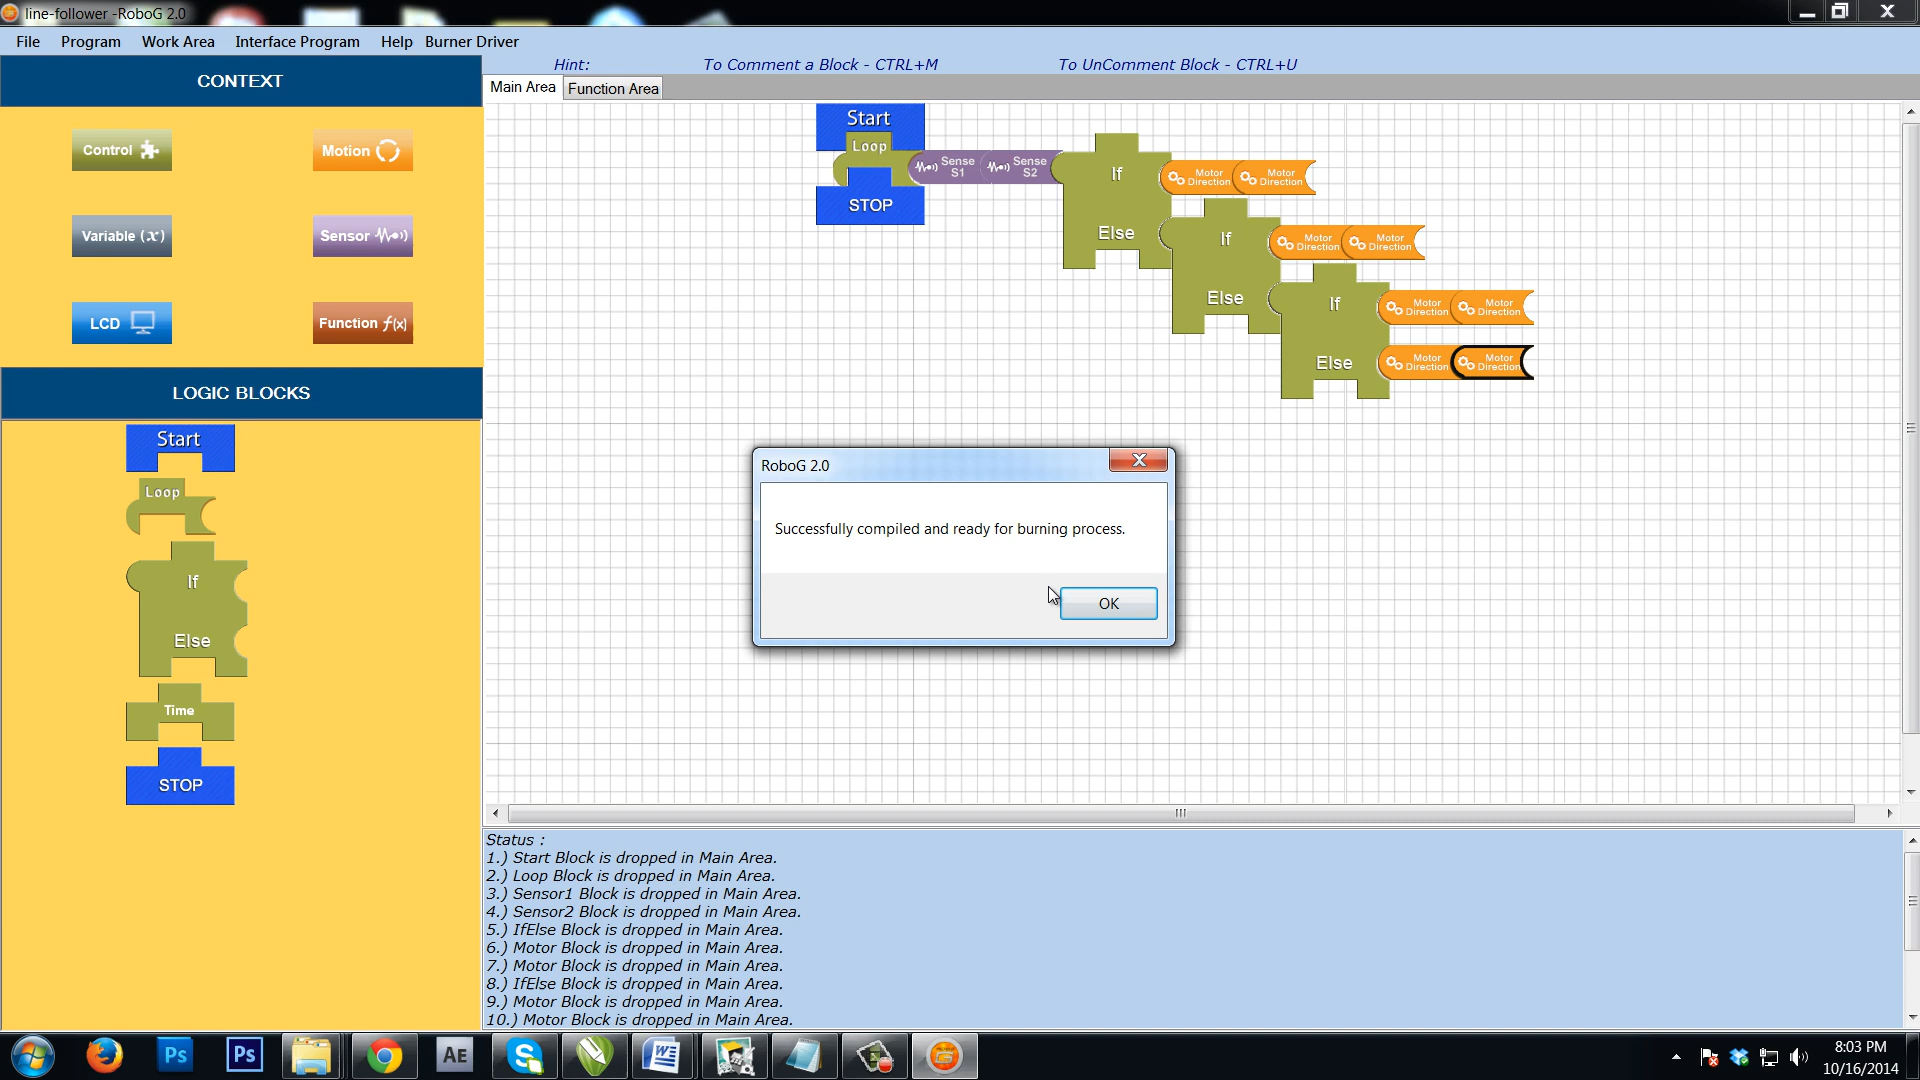 line-follower -RoboG 2.0
File Program Work Area Interface Program Help Burner Driver
Hint: To Comment a Block - CTRL+M To UnComment Block - CTRL+U
CONTEXT
Main Area Function Area
Control
Motion
Variable (x)
Sensor
LCD
Function f(x)
LOGIC BLOCKS
Start
Loop
If
Else
Time
STOP
Start
Loop
STOP
Sense S1
Sense S2
If
Else
Motor Direction
Motor Direction
If
Else
Motor Direction
Motor Direction
If
Else
Motor Direction
Motor Direction
Motor Direction
Motor Direction
RoboG 2.0
Successfully compiled and ready for burning process.
OK
Status :
1.) Start Block is dropped in Main Area.
2.) Loop Block is dropped in Main Area.
3.) Sensor1 Block is dropped in Main Area.
4.) Sensor2 Block is dropped in Main Area.
5.) IfElse Block is dropped in Main Area.
6.) Motor Block is dropped in Main Area.
7.) Motor Block is dropped in Main Area.
8.) IfElse Block is dropped in Main Area.
9.) Motor Block is dropped in Main Area.
10.) Motor Block is dropped in Main Area.
Ps
Ps
AE
8:03 PM
10/16/2014